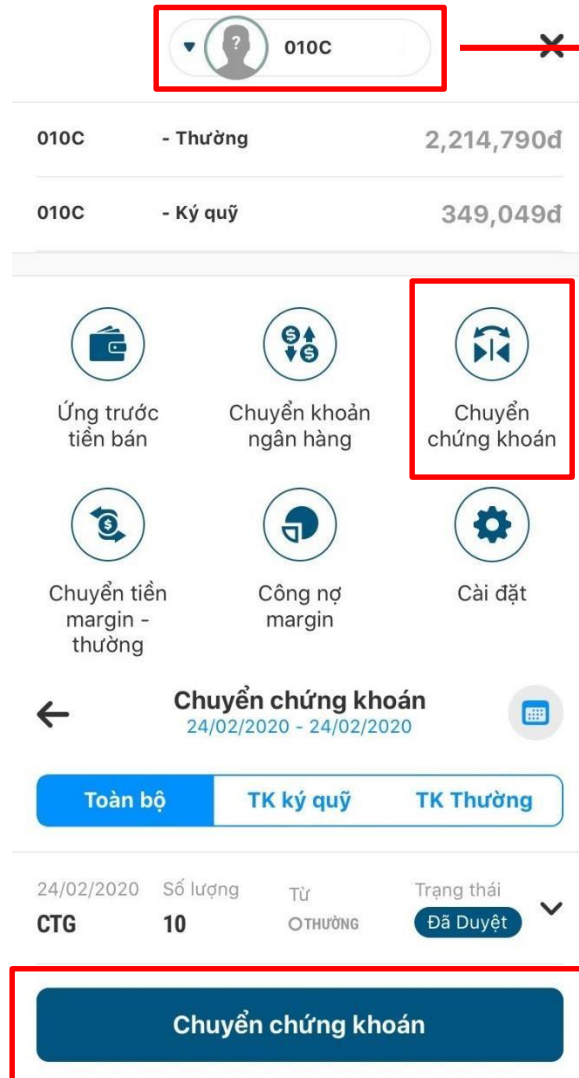 010C
010C - Thường 2,214,790đ
010C - Ký quỹ 349,049đ
Ứng trước
tiền bán
Chuyển khoản
ngân hàng
Chuyển
chứng khoán
Chuyển tiền
margin -
thường
Công nợ
margin
Cài đặt
Chuyển chứng khoán
24/02/2020 - 24/02/2020
Toàn bộ TK ký quỹ TK Thường
24/02/2020 Số lượng Từ Trạng thái
CTG 10 THƯỜNG Đã Duyệt
Chuyển chứng khoán